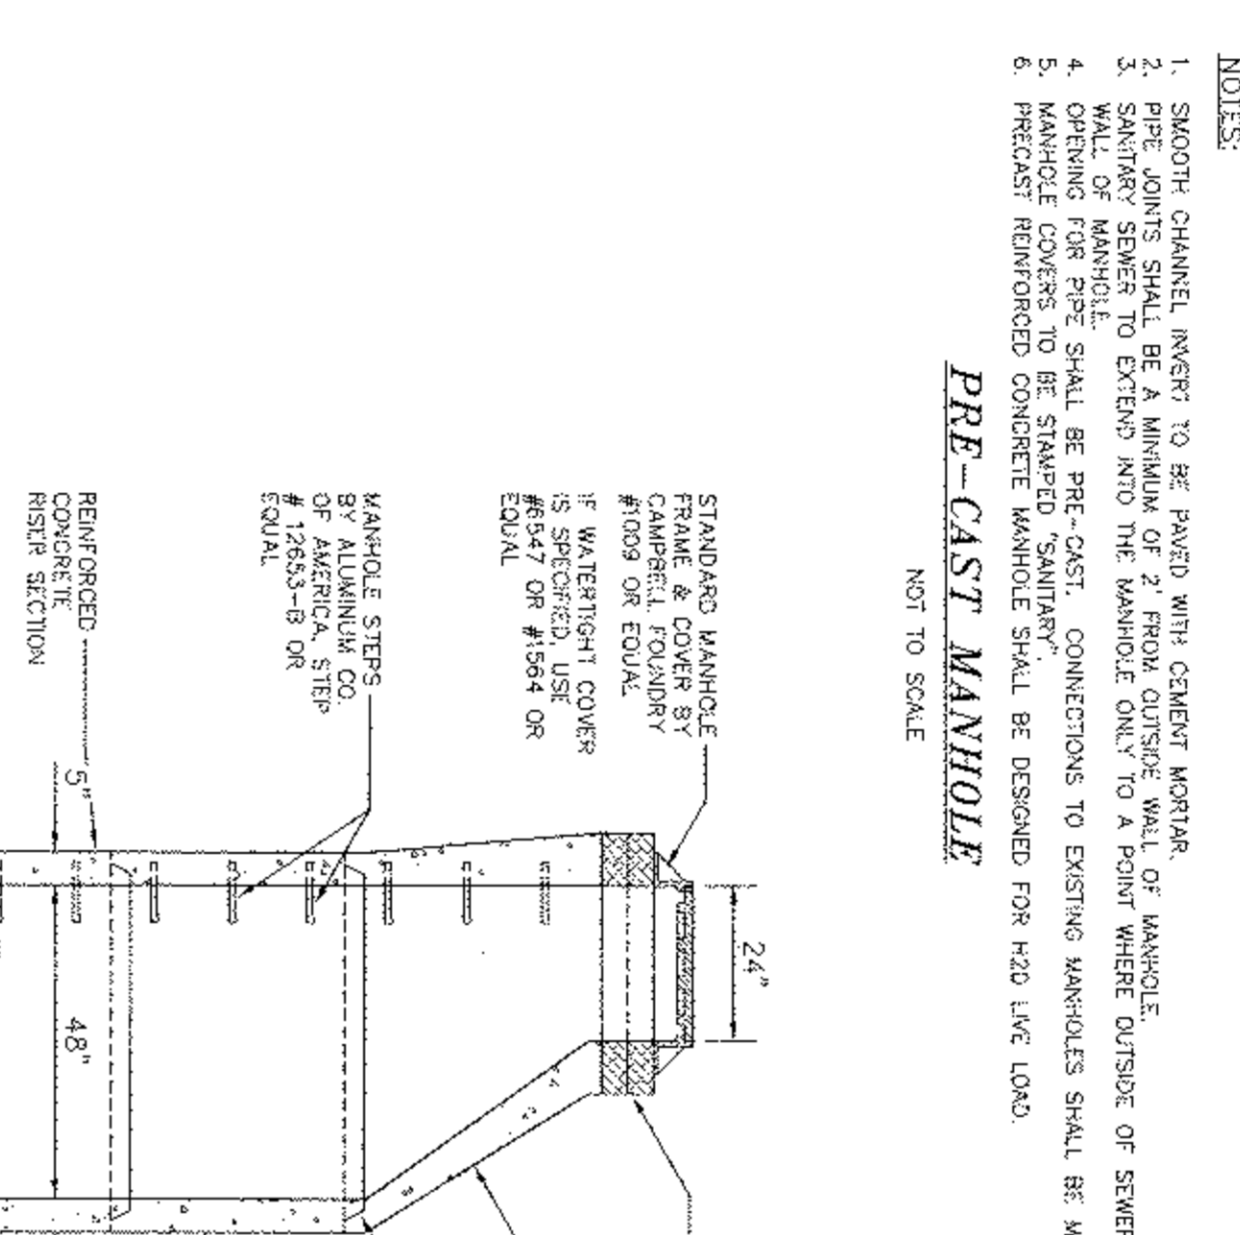 NOTES:
1. SMOOTH CHANNEL INVERT TO BE PAVED WITH CEMENT MORTAR.
2. PIPE JOINTS SHALL BE A MINIMUM OF 2' FROM OUTSIDE WALL OF MANHOLE.
3. SANITARY SEWER TO EXTEND INTO THE MANHOLE ONLY TO A POINT WHERE OUTSIDE OF SEWER
WALL OF MANHOLE.
4. OPENING FOR PIPE SHALL BE PRE-CAST. CONNECTIONS TO EXISTING MANHOLES SHALL BE M
5. MANHOLE COVERS TO BE STAMPED "SANITARY".
6. PRECAST REINFORCED CONCRETE MANHOLE SHALL BE DESIGNED FOR H20 LIVE LOAD.
PRE-CAST MANHOLE
NOT TO SCALE
24"
STANDARD MANHOLE
FRAME & COVER BY
CAMPBELL FOUNDRY
#1009 OR EQUAL
IF WATERTIGHT COVER
IS SPECIFIED, USE
#6547 OR #1564 OR
EQUAL
MANHOLE STEPS
BY ALUMINUM CO.
OF AMERICA, STEP
# 12653-B OR
EQUAL
REINFORCED
CONCRETE
RISER SECTION
5"
48"